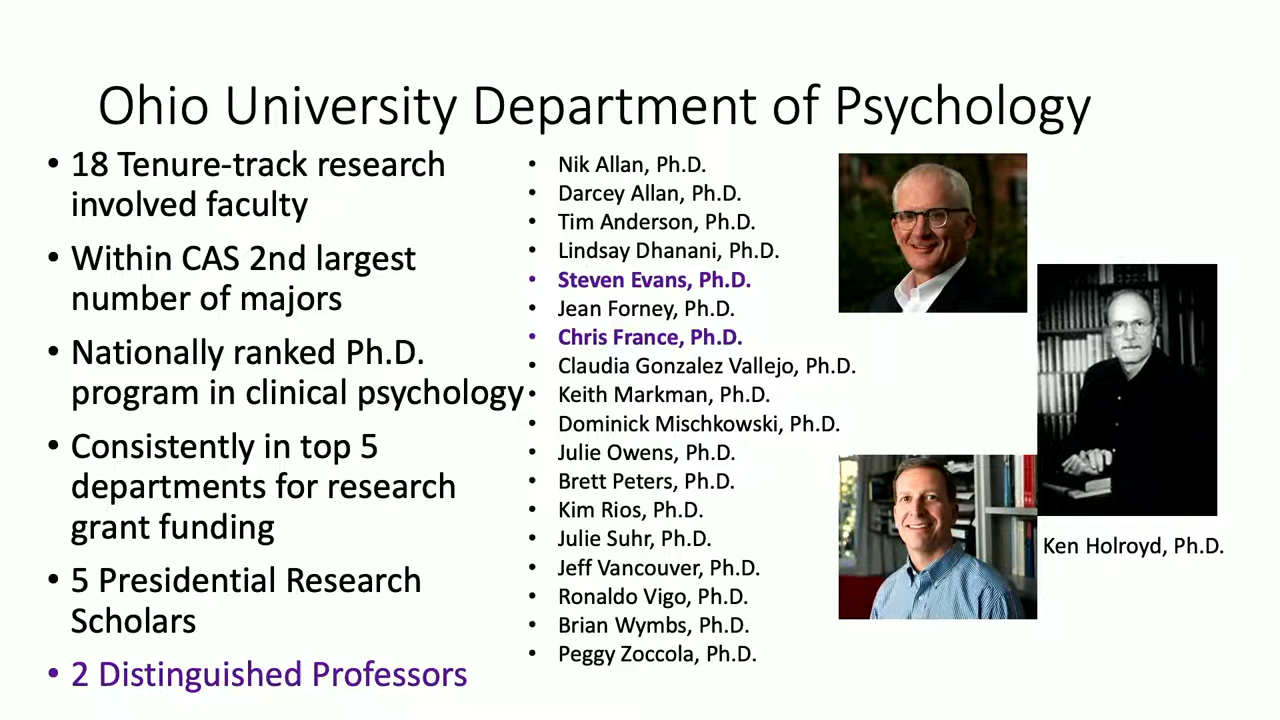 Ohio University Department of Psychology
• 18 Tenure-track research
involved faculty
• Within CAS 2nd largest
number of majors
• Nationally ranked Ph.D.
program in clinical psychology
• Consistently in top 5
departments for research
grant funding
• 5 Presidential Research
Scholars
• 2 Distinguished Professors
• Nik Allan, Ph.D.
• Darcey Allan, Ph.D.
• Tim Anderson, Ph.D.
• Lindsay Dhanani, Ph.D.
• Steven Evans, Ph.D.
• Jean Forney, Ph.D.
• Chris France, Ph.D.
• Claudia Gonzalez Vallejo, Ph.D.
• Keith Markman, Ph.D.
• Dominick Mischkowski, Ph.D.
• Julie Owens, Ph.D.
• Brett Peters, Ph.D.
• Kim Rios, Ph.D.
• Julie Suhr, Ph.D.
• Jeff Vancouver, Ph.D.
• Ronaldo Vigo, Ph.D.
• Brian Wymbs, Ph.D.
• Peggy Zoccola, Ph.D.
Ken Holroyd, Ph.D.